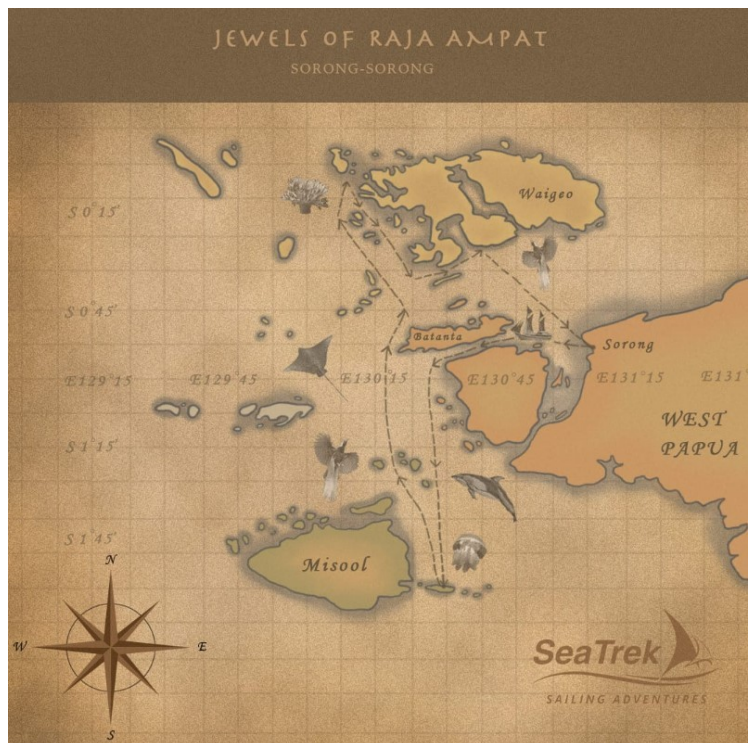 JEWELS OF RAJA AMPAT
SORONG-SORONG
Waigeo
S 0°15'
S 0°45'
Batanta
Sorong
E129°15 E129°45 E130°15 E130°45 E131°15 E131°
WEST
PAPUA
S 1°15'
S 1°45'
Misool
N
W E
S
SeaTrek
SAILING ADVENTURES